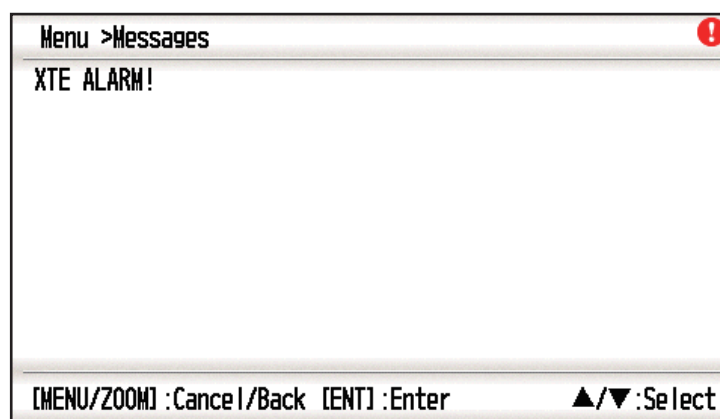 Menu >Messages
XTE ALARM!
[MENU/ZOOM]:Cancel/Back [ENT]:Enter ▲/▼:Select